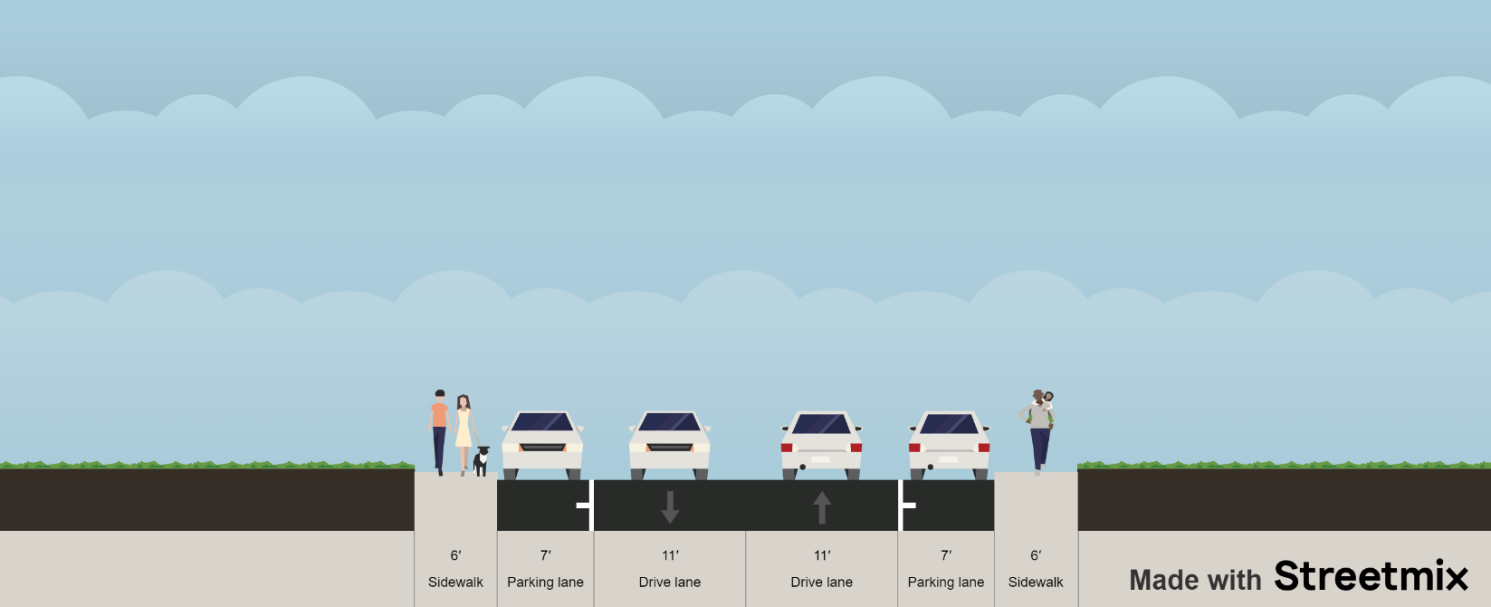 6′
Sidewalk
7′
Parking lane
11′
Drive lane
11′
Drive lane
7′
Parking lane
6′
Sidewalk
Made with Streetmix